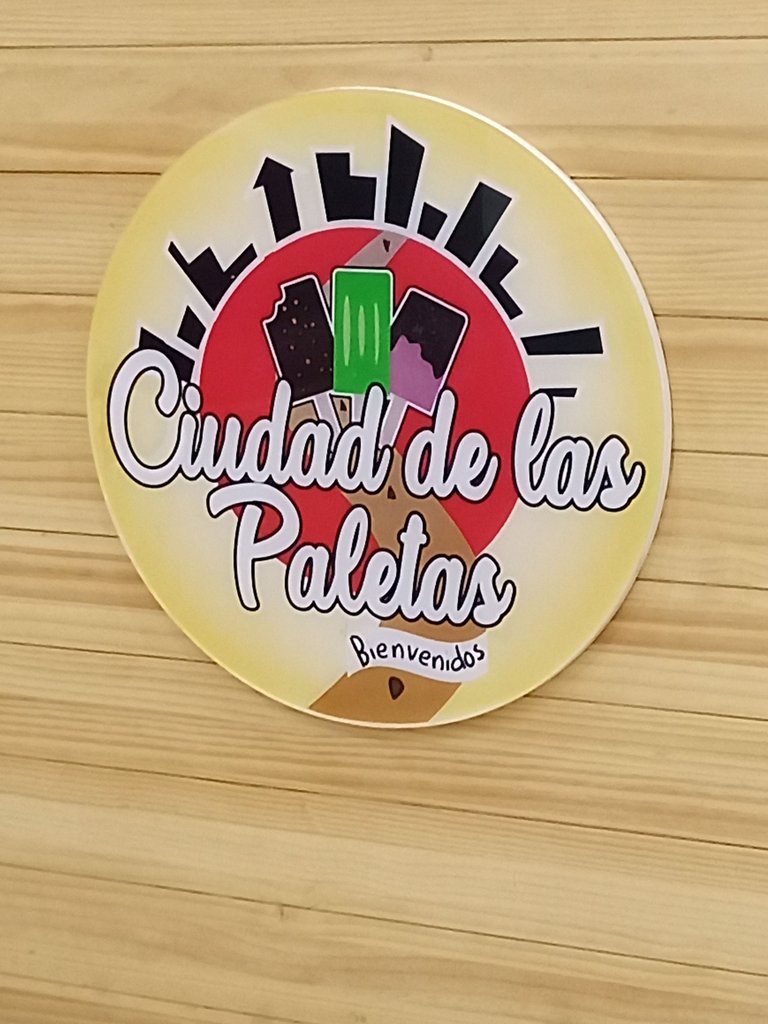 Ciudad de las
Paletas
Bienvenidos